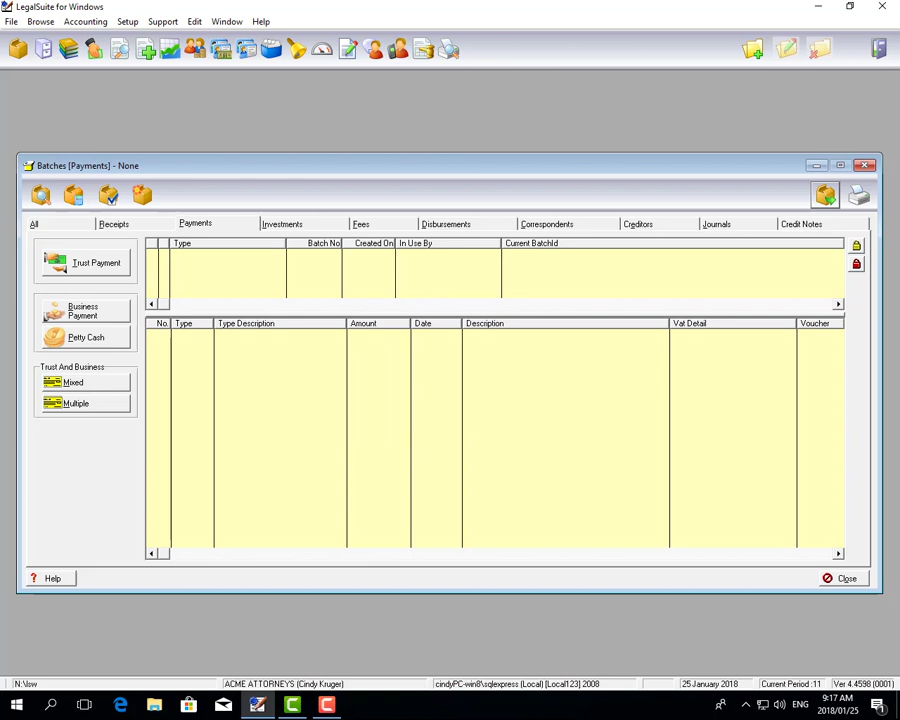 LegalSuite for Windows
File Browse Accounting Setup Support Edit Window Help
Batches [Payments] - None
All Receipts Payments Investments Fees Disbursements Correspondents Creditors Journals Credit Notes
Trust Payment
Business
Payment
Petty Cash
Trust And Business
Mixed
Multiple
Type Batch No Created On In Use By Current BatchId
No. Type Type Description Amount Date Description Vat Detail Voucher
? Help
Close
N:\lsw ACME ATTORNEYS (Cindy Kruger) cindyPC-win8\sqlexpress (Local) [Local123] 2008 25 January 2018 Current Period :11 Ver 4.4598 (0001)
ENG
9:17 AM
2018/01/25
1